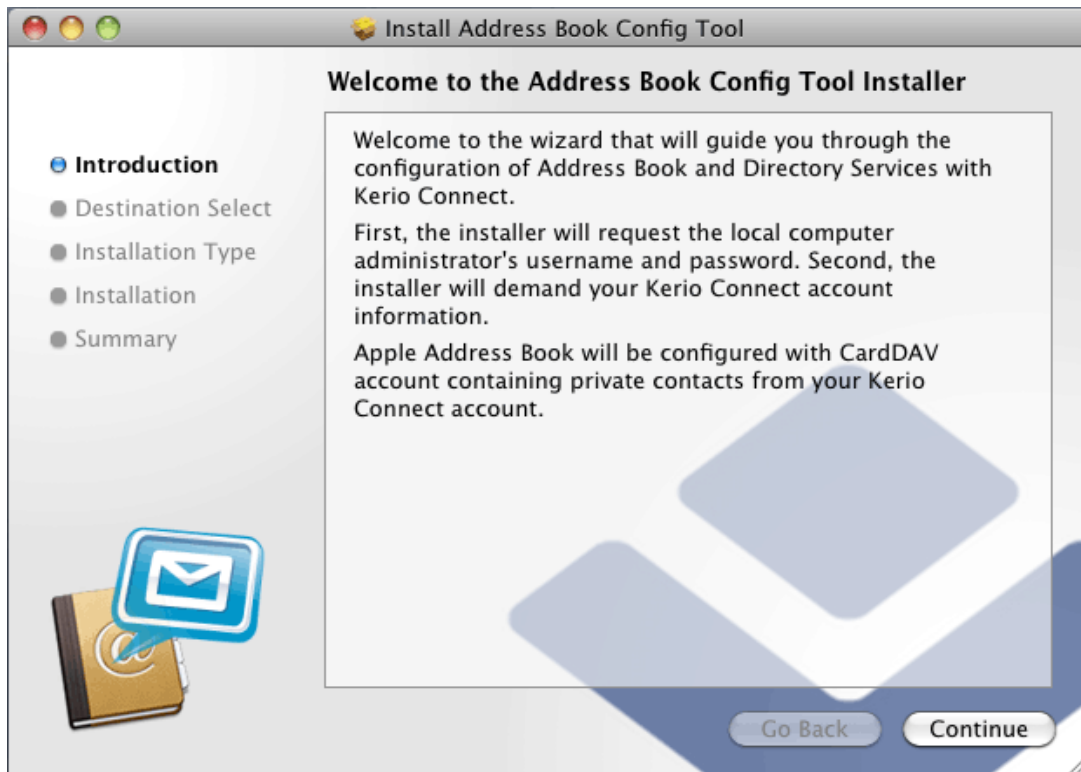 Install Address Book Config Tool
Welcome to the Address Book Config Tool Installer
Introduction
Destination Select
Installation Type
Installation
Summary
Welcome to the wizard that will guide you through the
configuration of Address Book and Directory Services with
Kerio Connect.
First, the installer will request the local computer
administrator's username and password. Second, the
installer will demand your Kerio Connect account
information.
Apple Address Book will be configured with CardDAV
account containing private contacts from your Kerio
Connect account.
@
Go Back
Continue